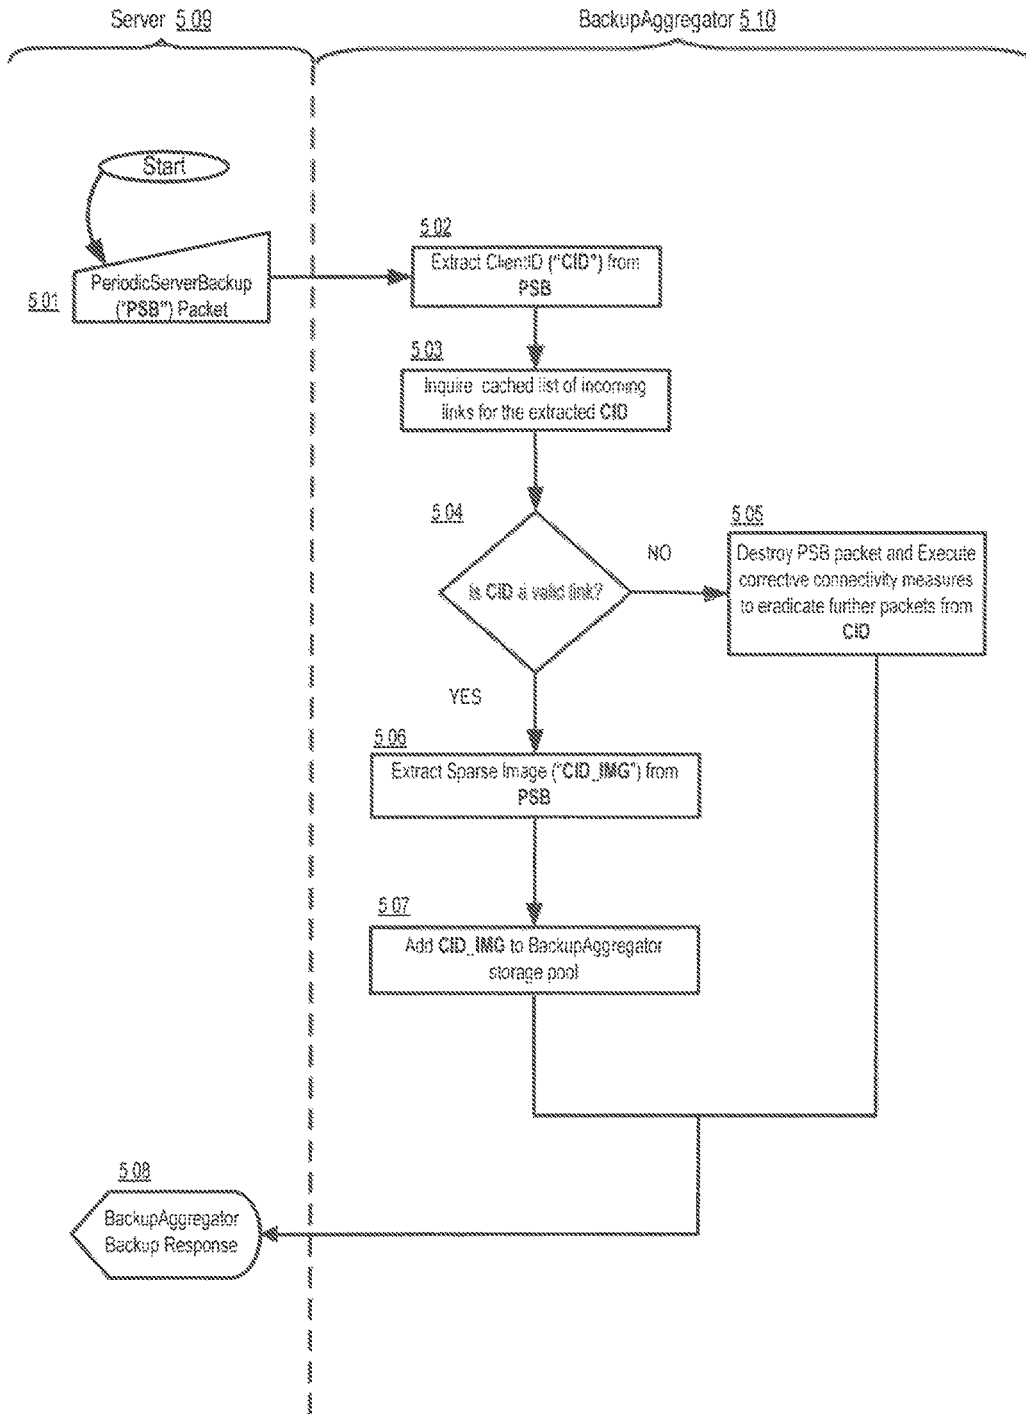 Server 5.09
BackupAggregator 5.10
Start
5.01
PeriodicServerBackup
("PSB") Packet
5.02
Extract ClientID ("CID") from
PSB
5.03
Inquire cached list of incoming
links for the extracted CID
5.04
Is CID a valid link?
NO
5.05
Destroy PSB packet and Execute
corrective connectivity measures
to eradicate further packets from
CID
YES
5.06
Extract Sparse Image ("CID_IMG") from
PSB
5.07
Add CID_IMG to BackupAggregator
storage pool
5.08
BackupAggregator
Backup Response